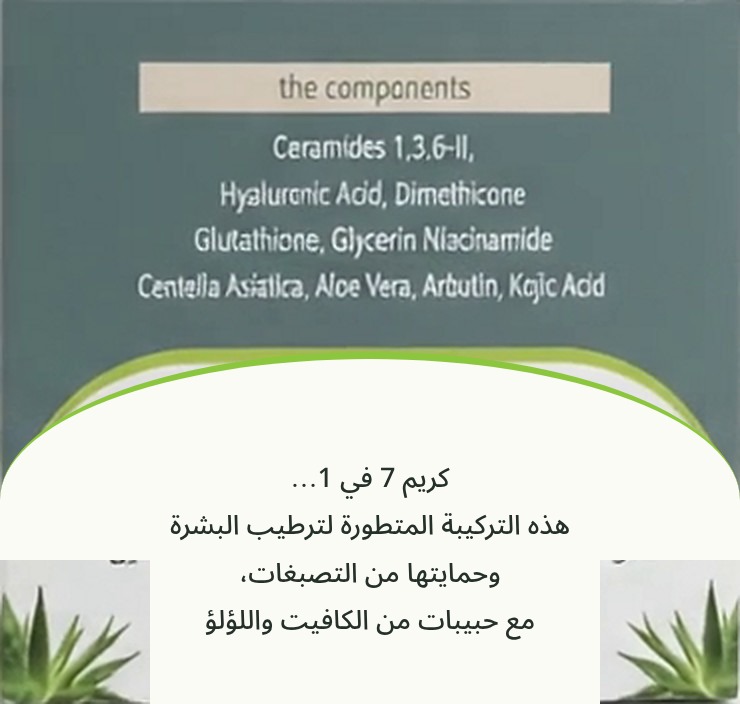 the components
Ceramides 1,3,6-II,
Hyaluronic Acid, Dimethicone
Glutathione, Glycerin Niacinamide
Centella Asiatica, Aloe Vera, Arbutin, Kojic Acid
كريم 7 في 1...
هذه التركيبة المتطورة لترطيب البشرة
وحمايتها من التصبغات،
مع حبيبات من الكافيت واللؤلؤ